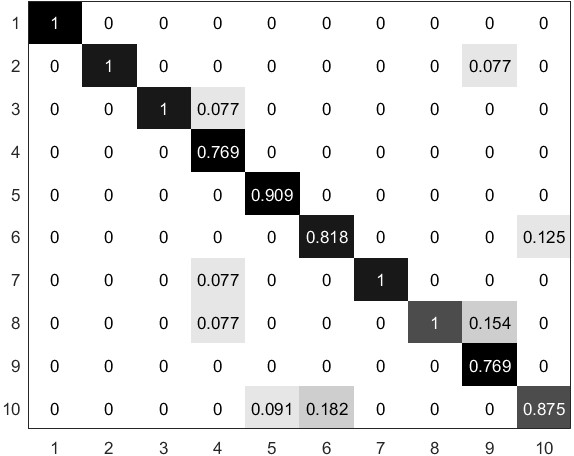 1 1 0 0 0 0 0 0 0 0 0
2 0 1 0 0 0 0 0 0 0.077 0
3 0 0 1 0.077 0 0 0 0 0 0
4 0 0 0 0.769 0 0 0 0 0 0
5 0 0 0 0 0.909 0 0 0 0 0
6 0 0 0 0 0 0.818 0 0 0 0.125
7 0 0 0 0.077 0 0 1 0 0 0
8 0 0 0 0.077 0 0 0 1 0.154 0
9 0 0 0 0 0 0 0 0 0.769 0
10 0 0 0 0 0.091 0.182 0 0 0 0.875
1 2 3 4 5 6 7 8 9 10